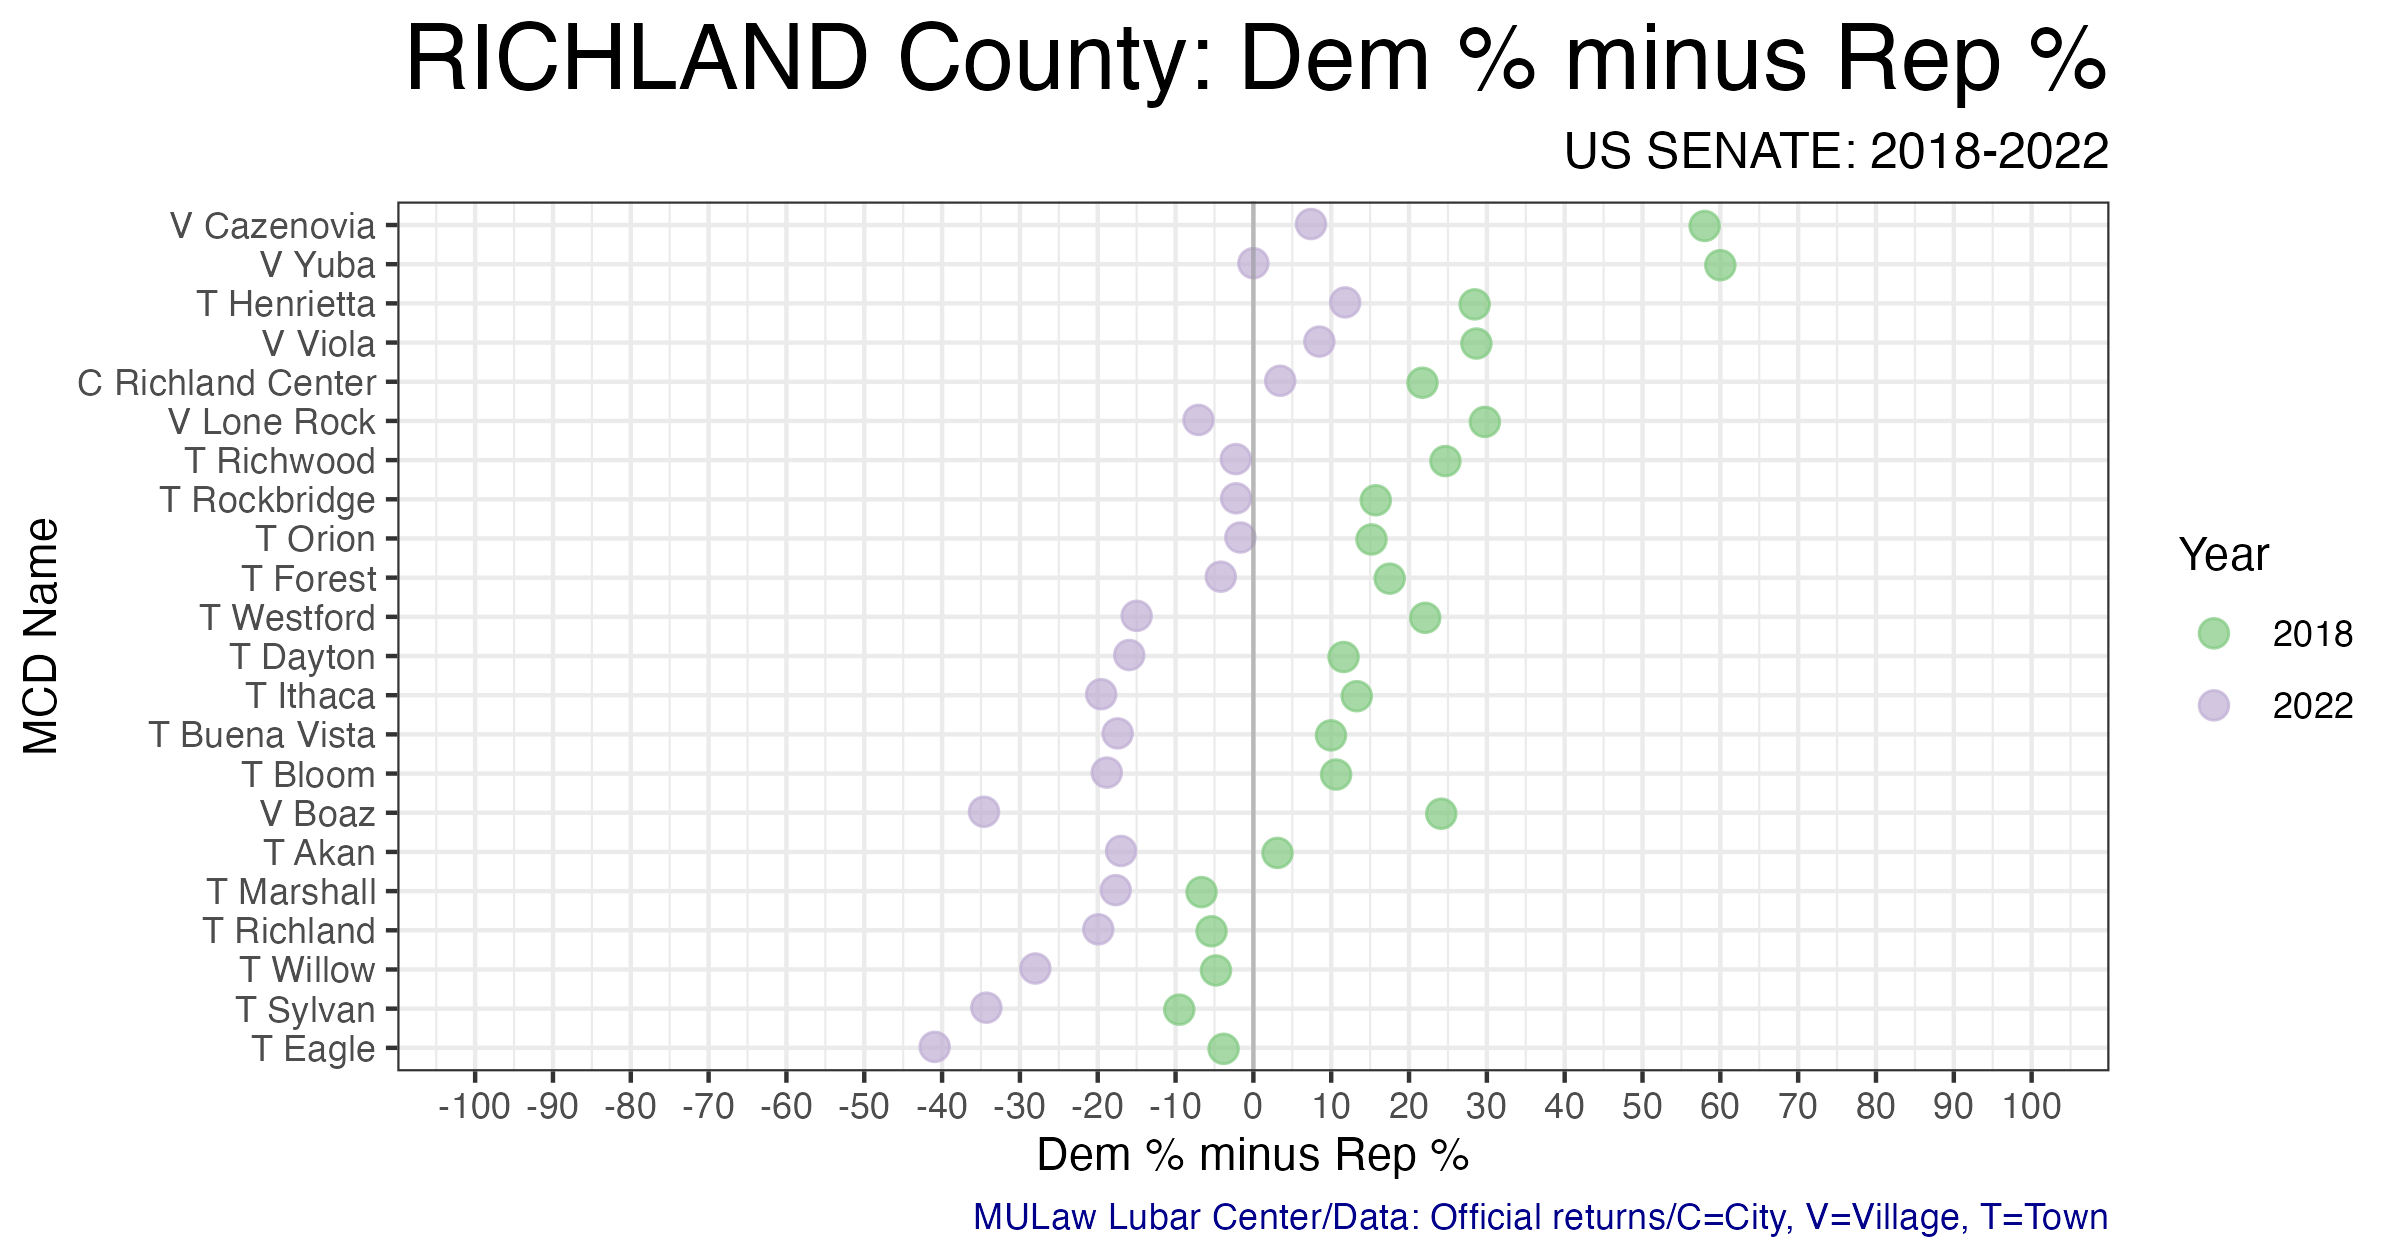 RICHLAND County: Dem % minus Rep %
US SENATE: 2018-2022
MCD Name
V Cazenovia
V Yuba
T Henrietta
V Viola
C Richland Center
V Lone Rock
T Richwood
T Rockbridge
T Orion
T Forest
T Westford
T Dayton
T Ithaca
T Buena Vista
T Bloom
V Boaz
T Akan
T Marshall
T Richland
T Willow
T Sylvan
T Eagle
-100 -90 -80 -70 -60 -50 -40 -30 -20 -10 0 10 20 30 40 50 60 70 80 90 100
Dem % minus Rep %
Year
2018
2022
MULaw Lubar Center/Data: Official returns/C=City, V=Village, T=Town